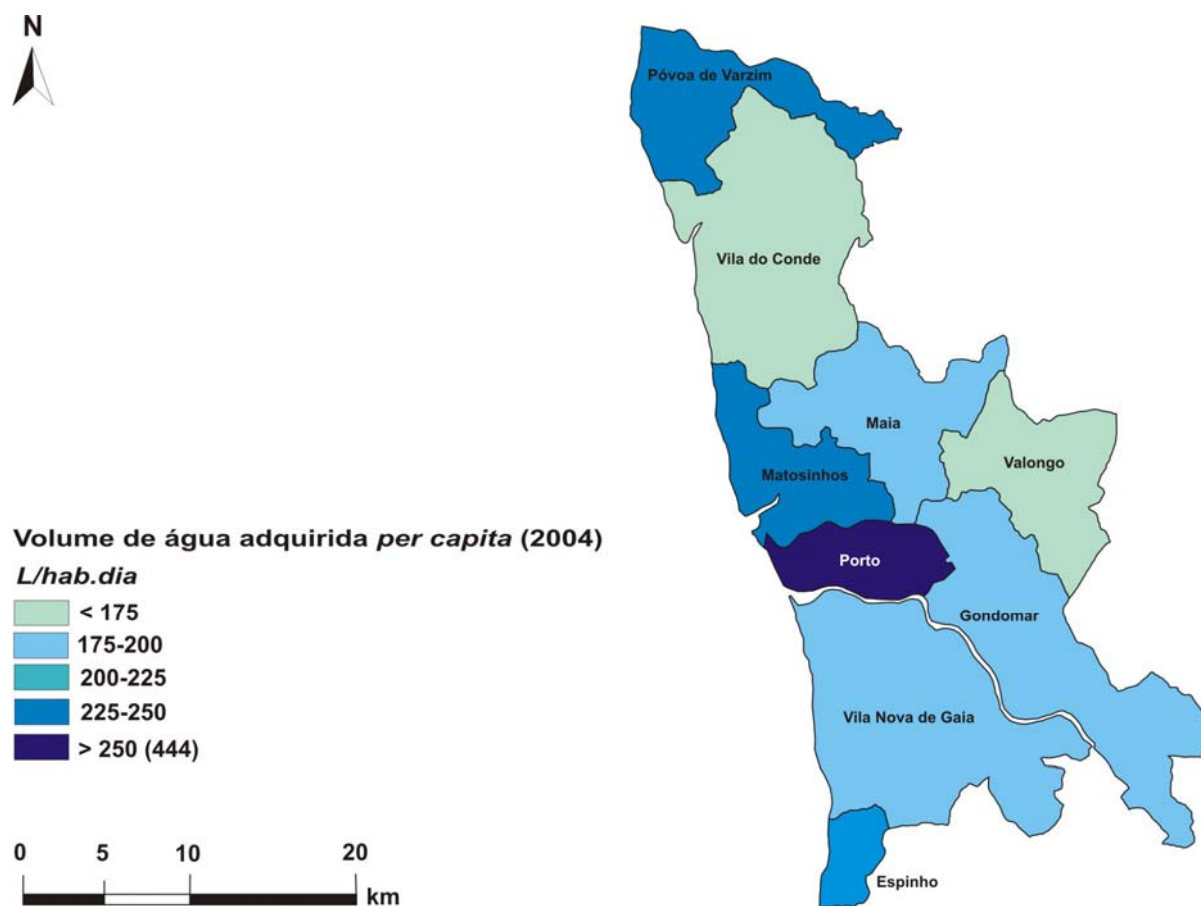 N
Póvoa de Varzim
Vila do Conde
Maia
Valongo
Matosinhos
Porto
Gondomar
Vila Nova de Gaia
Espinho
Volume de água adquirida per capita (2004)
L/hab.dia
< 175
175-200
200-225
225-250
> 250 (444)
0 5 10 20
km